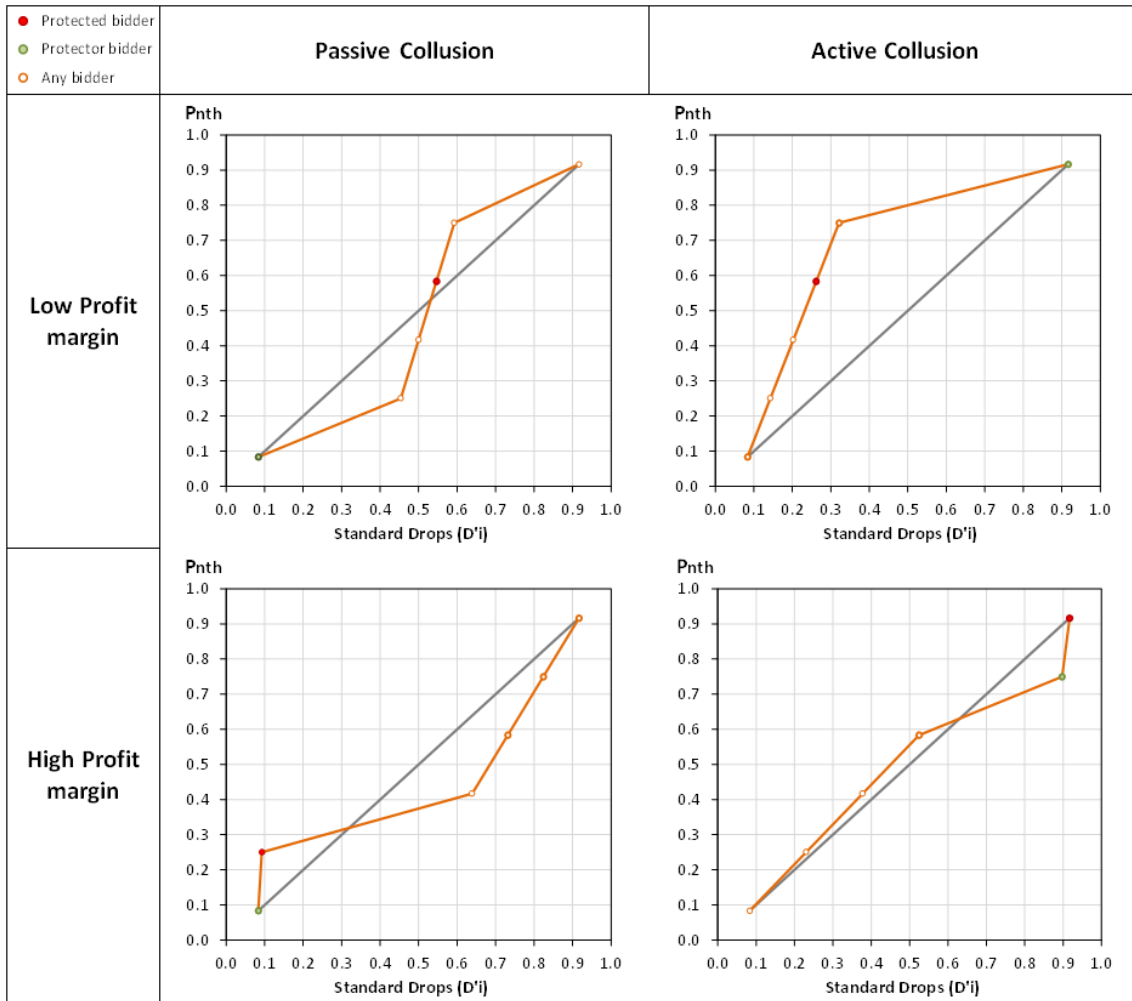 Protected bidder
Protector bidder
Any bidder
Passive Collusion
Active Collusion
Low Profit
margin
Pnth
1.0
0.9
0.8
0.7
0.6
0.5
0.4
0.3
0.2
0.1
0.0
0.0 0.1 0.2 0.3 0.4 0.5 0.6 0.7 0.8 0.9 1.0
Standard Drops (D'i)
Pnth
1.0
0.9
0.8
0.7
0.6
0.5
0.4
0.3
0.2
0.1
0.0
0.0 0.1 0.2 0.3 0.4 0.5 0.6 0.7 0.8 0.9 1.0
Standard Drops (D'i)
High Profit
margin
Pnth
1.0
0.9
0.8
0.7
0.6
0.5
0.4
0.3
0.2
0.1
0.0
0.0 0.1 0.2 0.3 0.4 0.5 0.6 0.7 0.8 0.9 1.0
Standard Drops (D'i)
Pnth
1.0
0.9
0.8
0.7
0.6
0.5
0.4
0.3
0.2
0.1
0.0
0.0 0.1 0.2 0.3 0.4 0.5 0.6 0.7 0.8 0.9 1.0
Standard Drops (D'i)